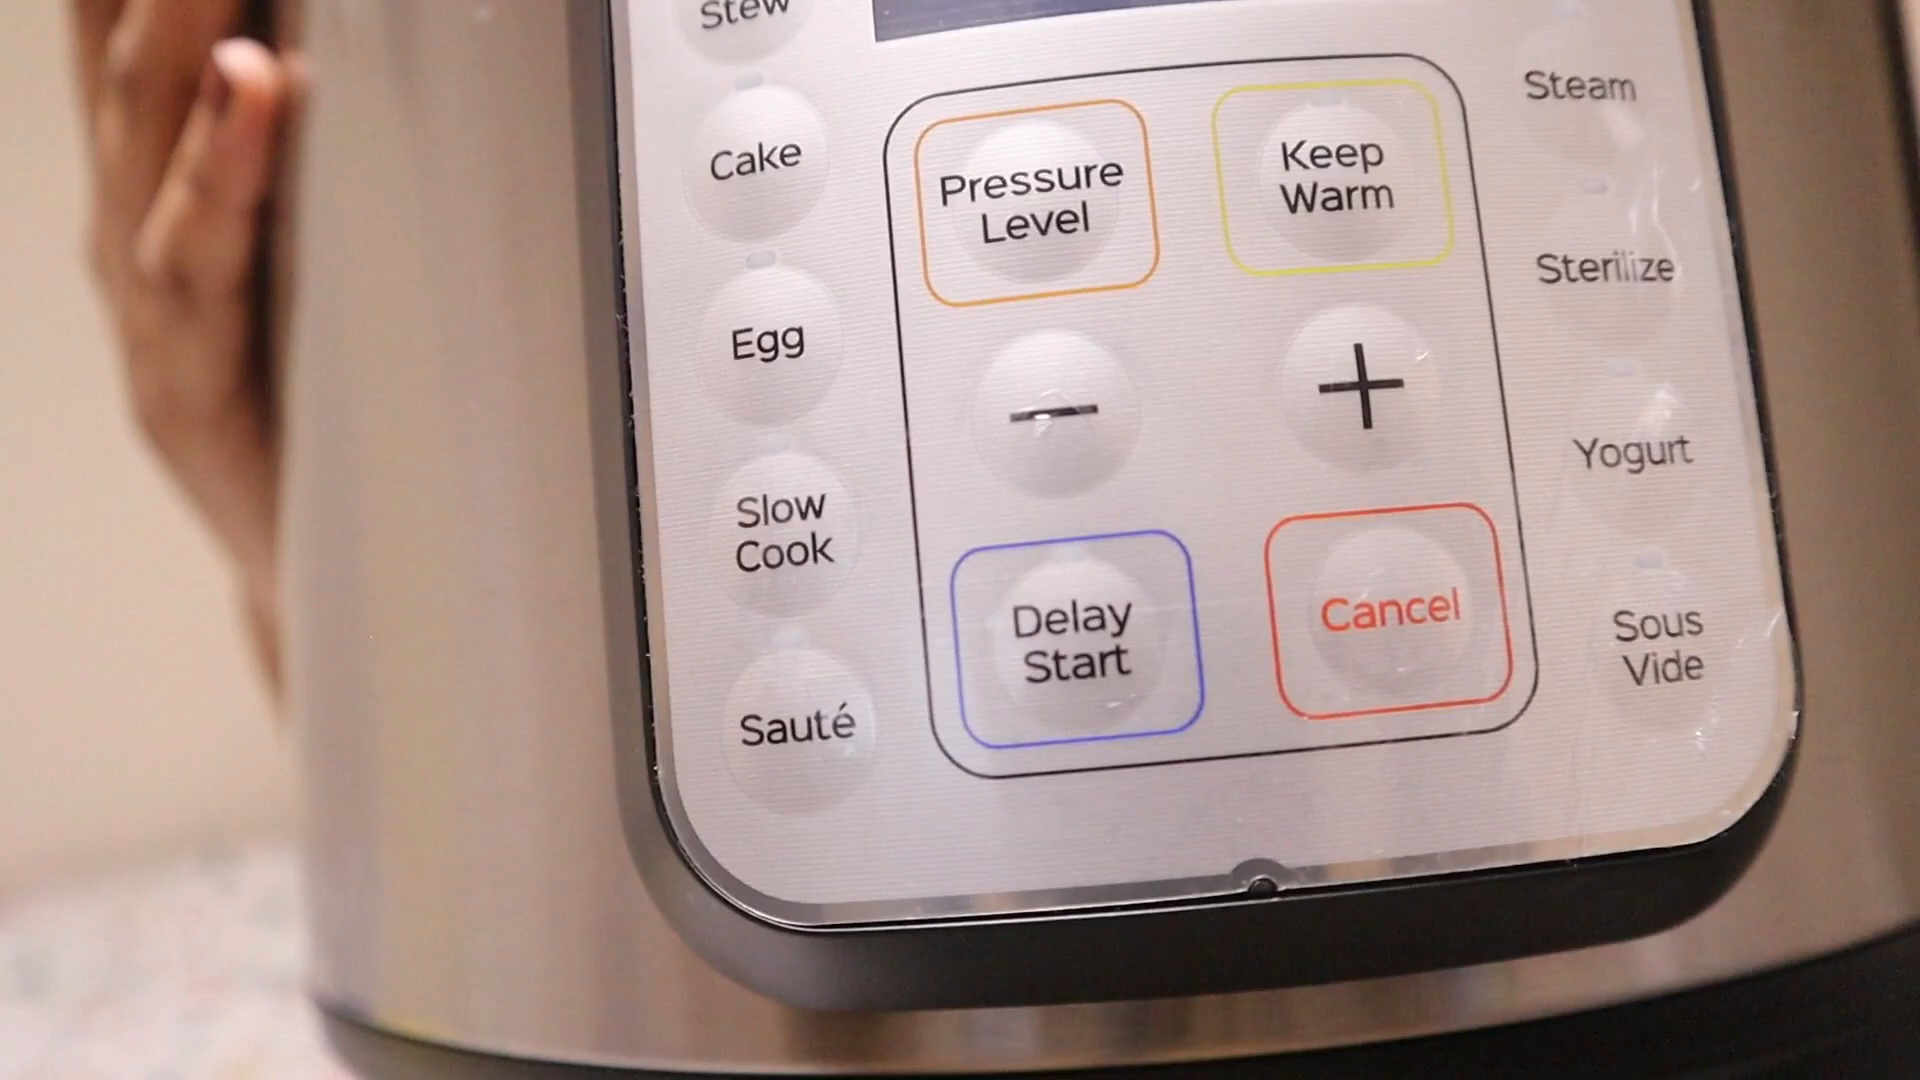 Stew
Cake
Egg
Slow
Cook
Sauté
Pressure
Level
Keep
Warm
−
+
Delay
Start
Cancel
Steam
Sterilize
Yogurt
Sous
Vide